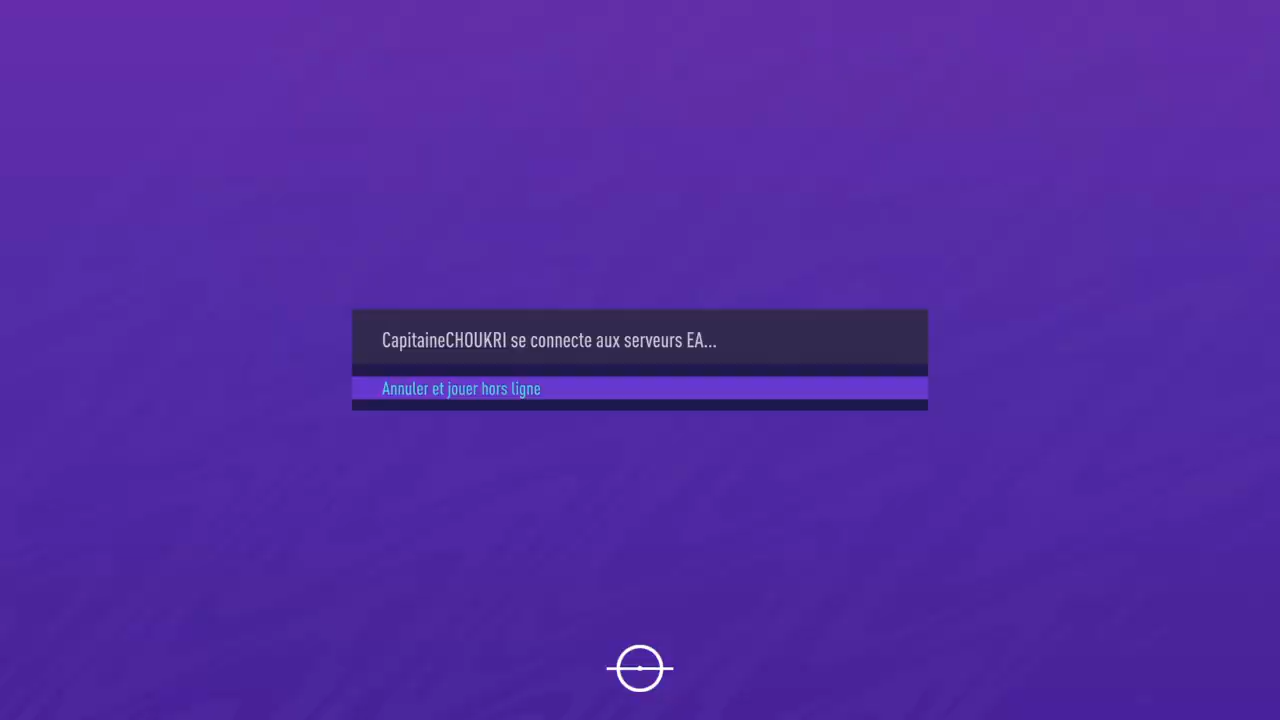 CapitaineCHOUKRI se connecte aux serveurs EA...
Annuler et jouer hors ligne